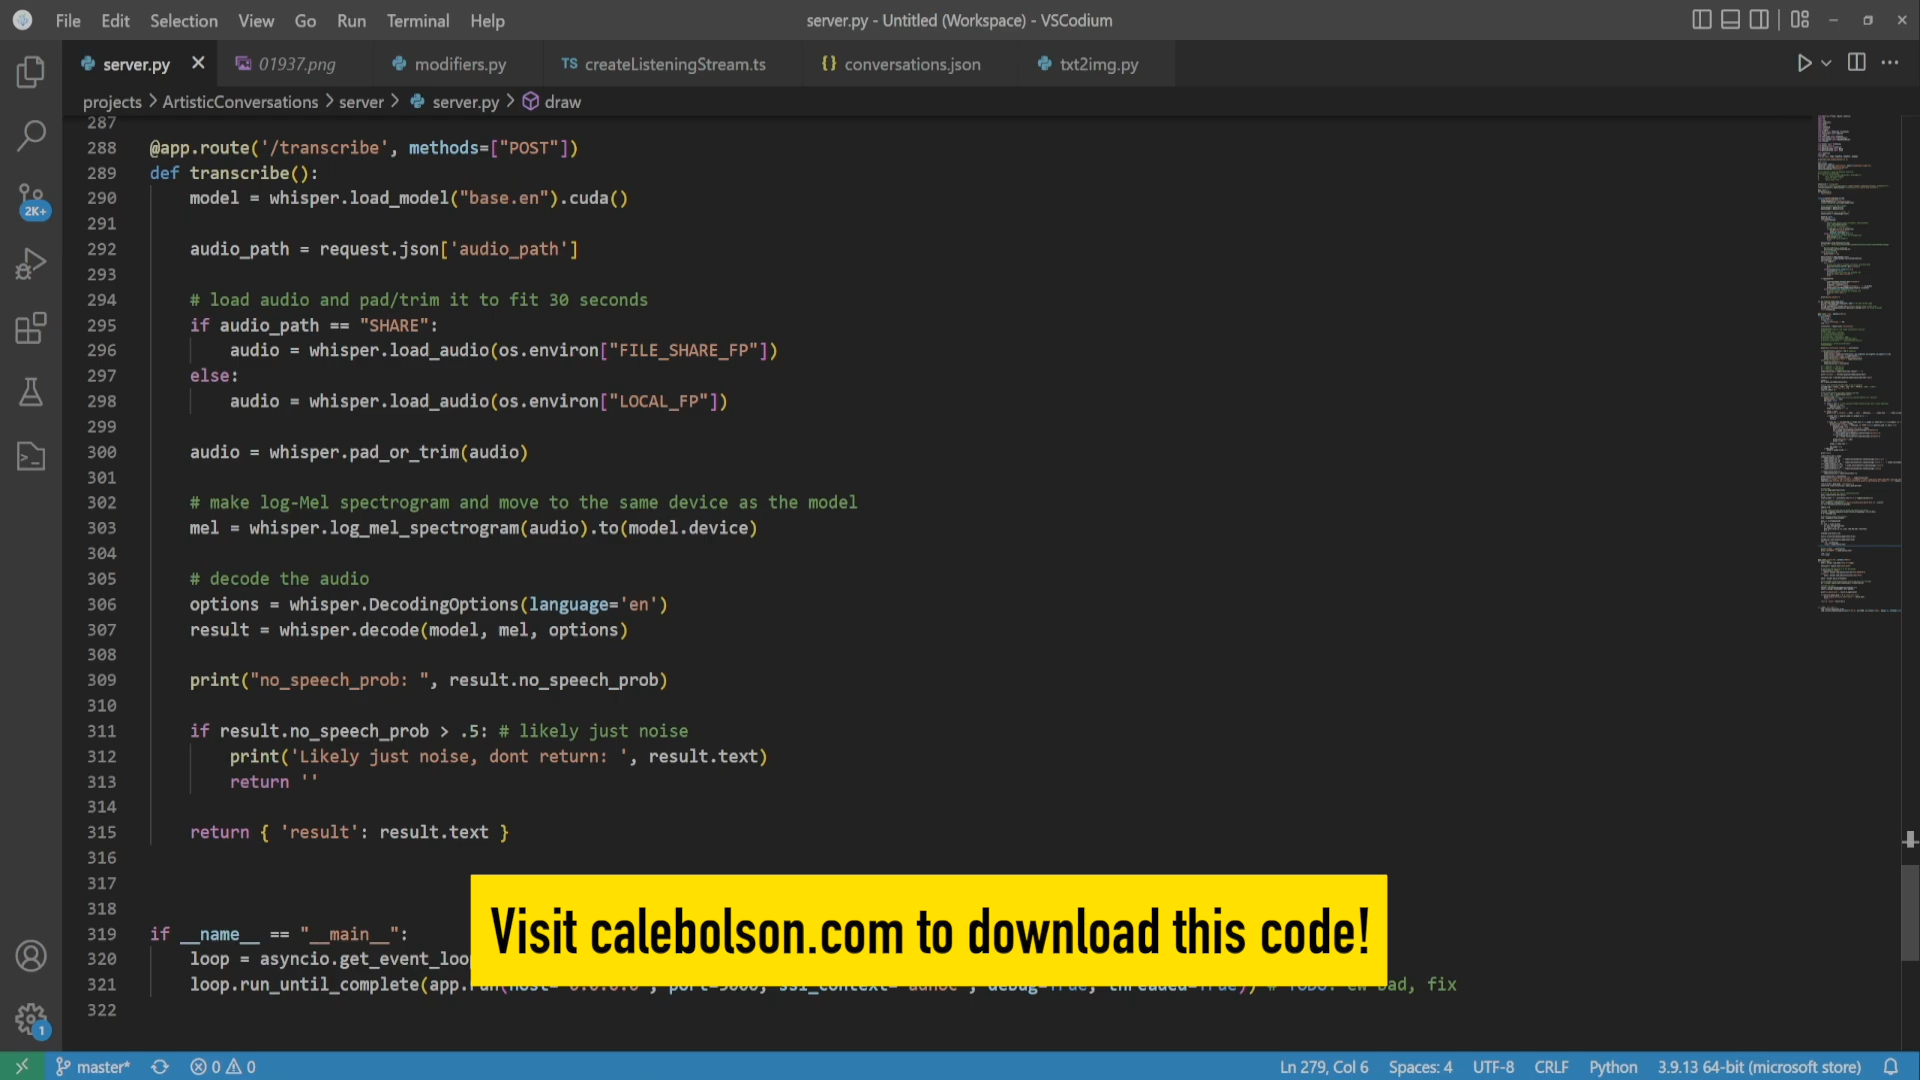 File Edit Selection View Go Run Terminal Help
server.py - Untitled (Workspace) - VSCodium
server.py
01937.png
modifiers.py
TS createListeningStream.ts
{} conversations.json
txt2img.py
projects > ArtisticConversations > server > server.py > draw
287
288 @app.route('/transcribe', methods=["POST"])
289 def transcribe():
290 model = whisper.load_model("base.en").cuda()
291
292 audio_path = request.json['audio_path']
293
294 # load audio and pad/trim it to fit 30 seconds
295 if audio_path == "SHARE":
296 audio = whisper.load_audio(os.environ["FILE_SHARE_FP"])
297 else:
298 audio = whisper.load_audio(os.environ["LOCAL_FP"])
299
300 audio = whisper.pad_or_trim(audio)
301
302 # make log-Mel spectrogram and move to the same device as the model
303 mel = whisper.log_mel_spectrogram(audio).to(model.device)
304
305 # decode the audio
306 options = whisper.DecodingOptions(language='en')
307 result = whisper.decode(model, mel, options)
308
309 print("no_speech_prob: ", result.no_speech_prob)
310
311 if result.no_speech_prob > .5: # likely just noise
312 print('Likely just noise, dont return: ', result.text)
313 return ''
314
315 return { 'result': result.text }
316
317
318
319 if __name__ == "__main__":
320 loop = asyncio.get_event_loo
321 loop.run_until_complete(app. fix
322
Visit calebolson.com to download this code!
2K+
1
master* 0 0
Ln 279, Col 6 Spaces: 4 UTF-8 CRLF Python 3.9.13 64-bit (microsoft store)